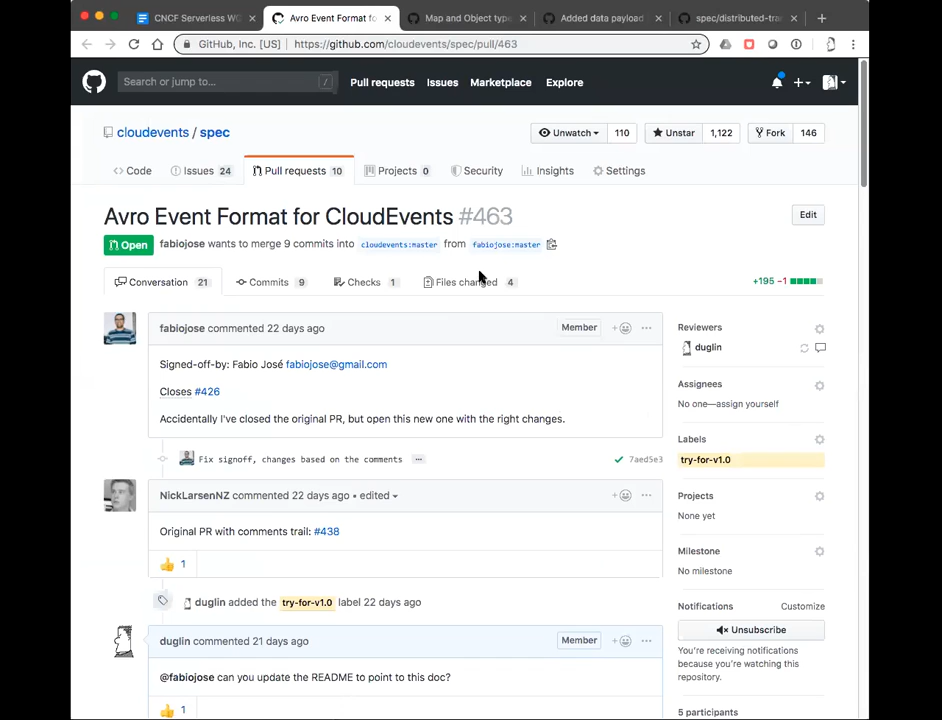 CNCF Serverless WG
Avro Event Format for
Map and Object type
Added data payload
spec/distributed-tra
GitHub, Inc. [US] | https://github.com/cloudevents/spec/pull/463
Search or jump to... /
Pull requests Issues Marketplace Explore
cloudevents / spec
Unwatch 110 Unstar 1,122 Fork 146
Code Issues 24 Pull requests 10 Projects 0 Security Insights Settings
Avro Event Format for CloudEvents #463
Edit
Open fabiojose wants to merge 9 commits into cloudevents:master from fabiojose:master
Conversation 21 Commits 9 Checks 1 Files changed 4 +195 −1
fabiojose commented 22 days ago Member
Signed-off-by: Fabio José fabiojose@gmail.com
Closes #426
Accidentally I've closed the original PR, but open this new one with the right changes.
Fix signoff, changes based on the comments ... 7aed5e3
NickLarsenNZ commented 22 days ago • edited
Original PR with comments trail: #438
1
duglin added the try-for-v1.0 label 22 days ago
duglin commented 21 days ago Member
@fabiojose can you update the README to point to this doc?
1
Reviewers
duglin
Assignees
No one—assign yourself
Labels
try-for-v1.0
Projects
None yet
Milestone
No milestone
Notifications Customize
Unsubscribe
You're receiving notifications
because you're watching this
repository.
5 participants